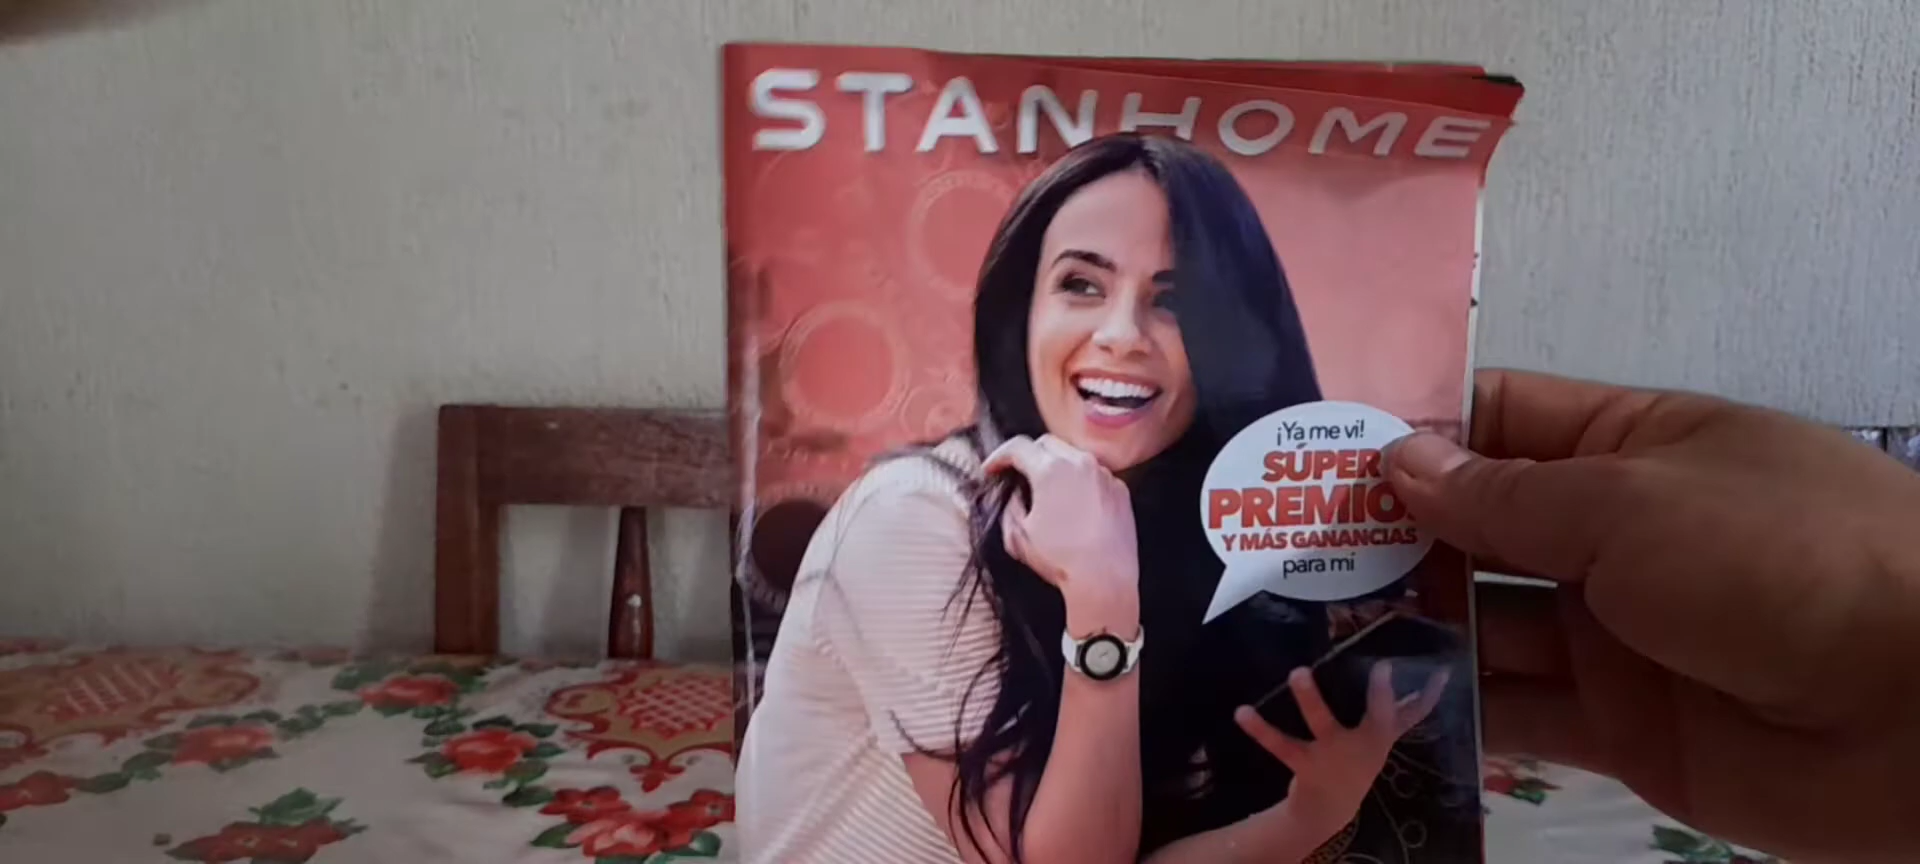 STANHOME
¡Ya me vi!
SÚPER
PREMIO
Y MÁS GANANCIAS
para mí